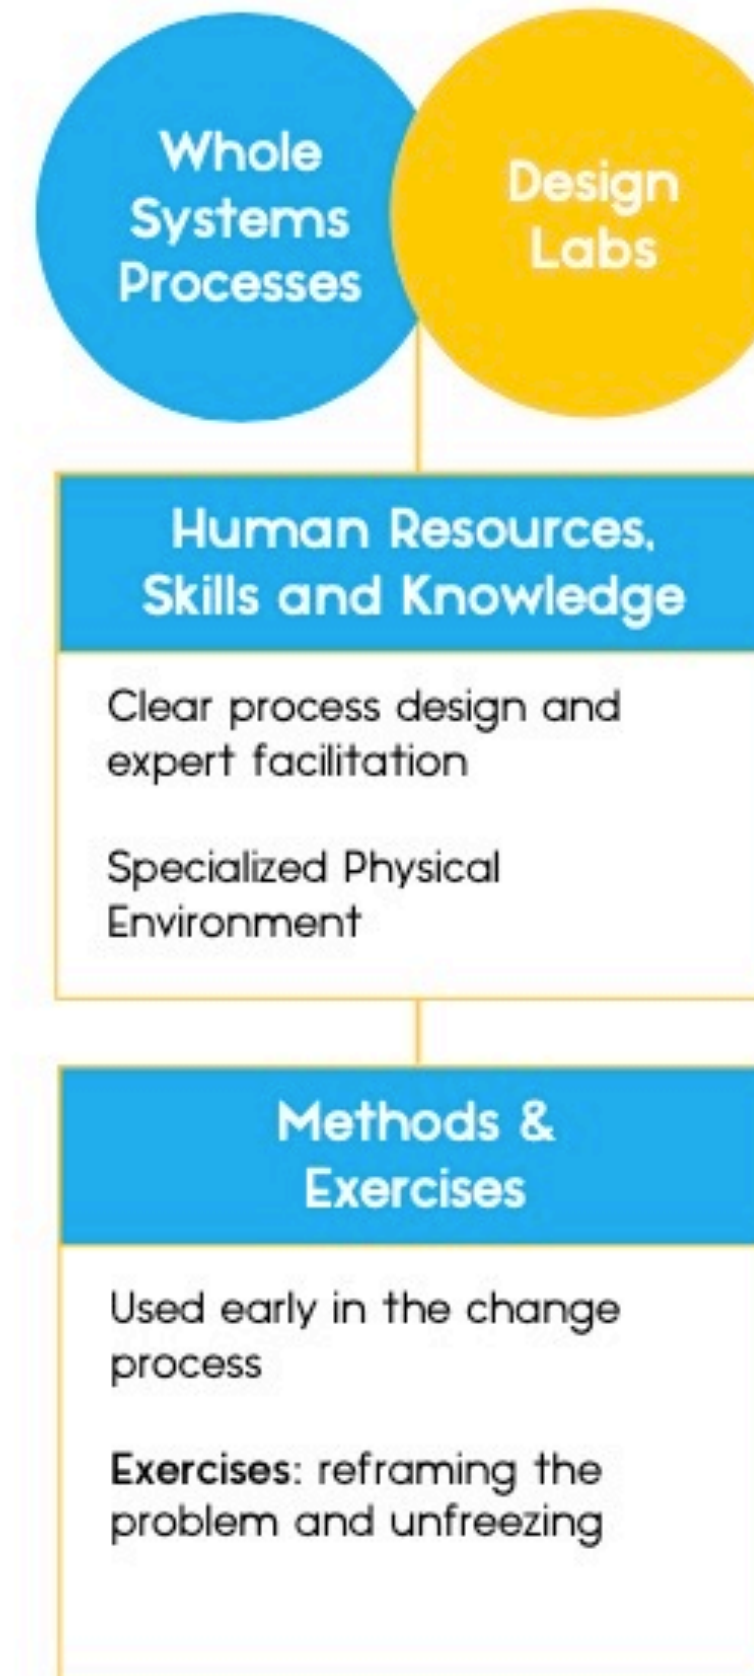 Whole
Systems
Processes
Design
Labs
Human Resources,
Skills and Knowledge
Clear process design and
expert facilitation
Specialized Physical
Environment
Methods &
Exercises
Used early in the change
process
Exercises: reframing the
problem and unfreezing